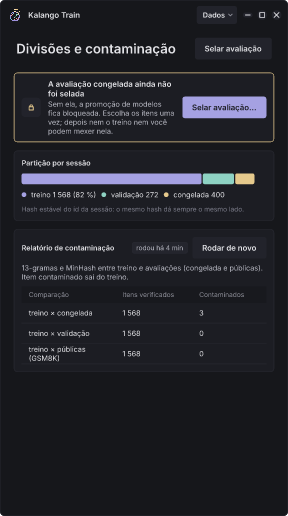 Kalango Train
Dados
Divisões e contaminação
Selar avaliação
A avaliação congelada ainda não
foi selada
Sem ela, a promoção de modelos
fica bloqueada. Escolha os itens uma
vez; depois nem o treino nem você
podem mexer nela.
Selar avaliação...
Partição por sessão
treino 1 568 (82 %)
validação 272
congelada 400
Hash estável do id da sessão: o mesmo hash dá sempre o mesmo lado.
Relatório de contaminação
rodou há 4 min
Rodar de novo
13-gramas e MinHash entre treino e avaliações (congelada e públicas).
Item contaminado sai do treino.
Comparação Itens verificados Contaminados
treino × congelada 1 568 3
treino × validação 1 568 0
treino × públicas
(GSM8K) 1 568 0